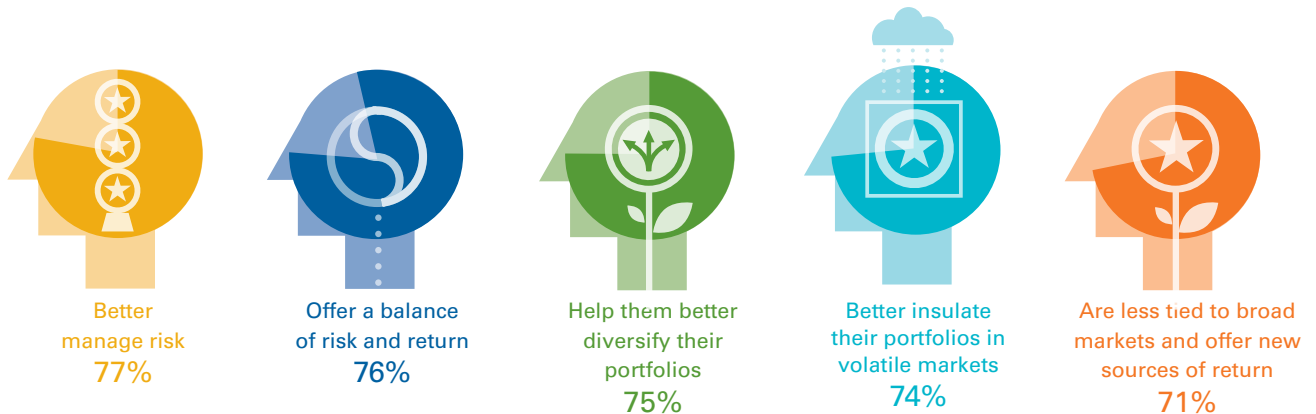 Better
manage risk
77%
Offer a balance
of risk and return
76%
Help them better
diversify their
portfolios
75%
Better insulate
their portfolios in
volatile markets
74%
Are less tied to broad
markets and offer new
sources of return
71%